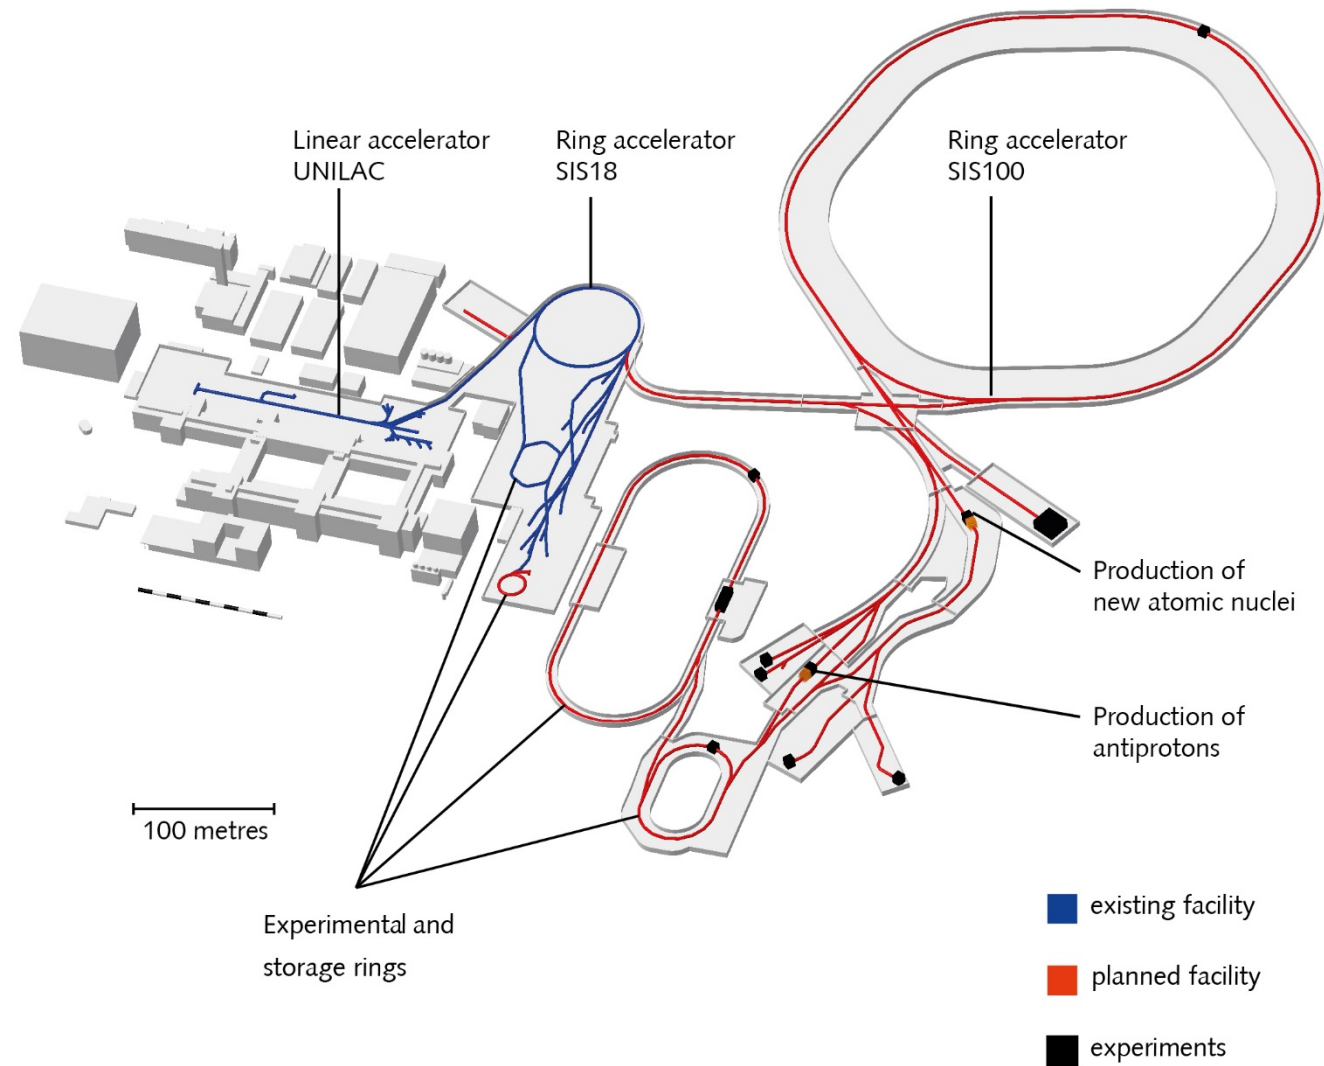 Linear accelerator
UNILAC
Ring accelerator
SIS18
Ring accelerator
SIS100
Production of
new atomic nuclei
Production of
antiprotons
100 metres
Experimental and
storage rings
existing facility
planned facility
experiments